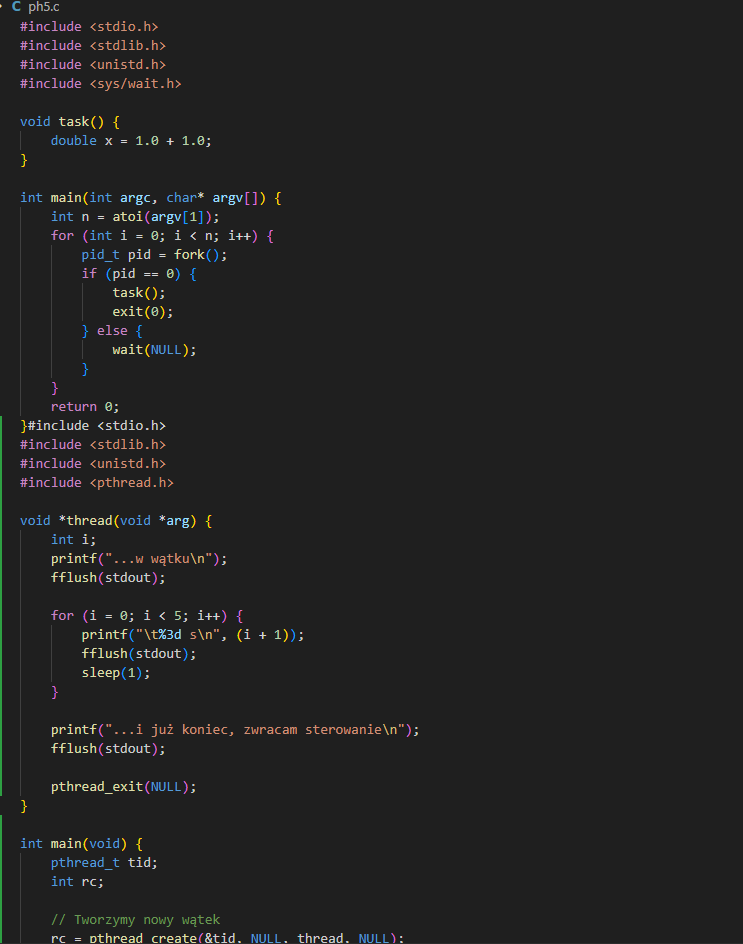 C ph5.c
#include <stdio.h>
#include <stdlib.h>
#include <unistd.h>
#include <sys/wait.h>

void task() {
    double x = 1.0 + 1.0;
}

int main(int argc, char* argv[]) {
    int n = atoi(argv[1]);
    for (int i = 0; i < n; i++) {
        pid_t pid = fork();
        if (pid == 0) {
            task();
            exit(0);
        } else {
            wait(NULL);
        }
    }
    return 0;
}#include <stdio.h>
#include <stdlib.h>
#include <unistd.h>
#include <pthread.h>

void *thread(void *arg) {
    int i;
    printf("...w wątku\n");
    fflush(stdout);

    for (i = 0; i < 5; i++) {
        printf("\t%3d s\n", (i + 1));
        fflush(stdout);
        sleep(1);
    }

    printf("...i już koniec, zwracam sterowanie\n");
    fflush(stdout);

    pthread_exit(NULL);
}

int main(void) {
    pthread_t tid;
    int rc;

    // Tworzymy nowy wątek
    rc = pthread_create(&tid, NULL, thread, NULL);